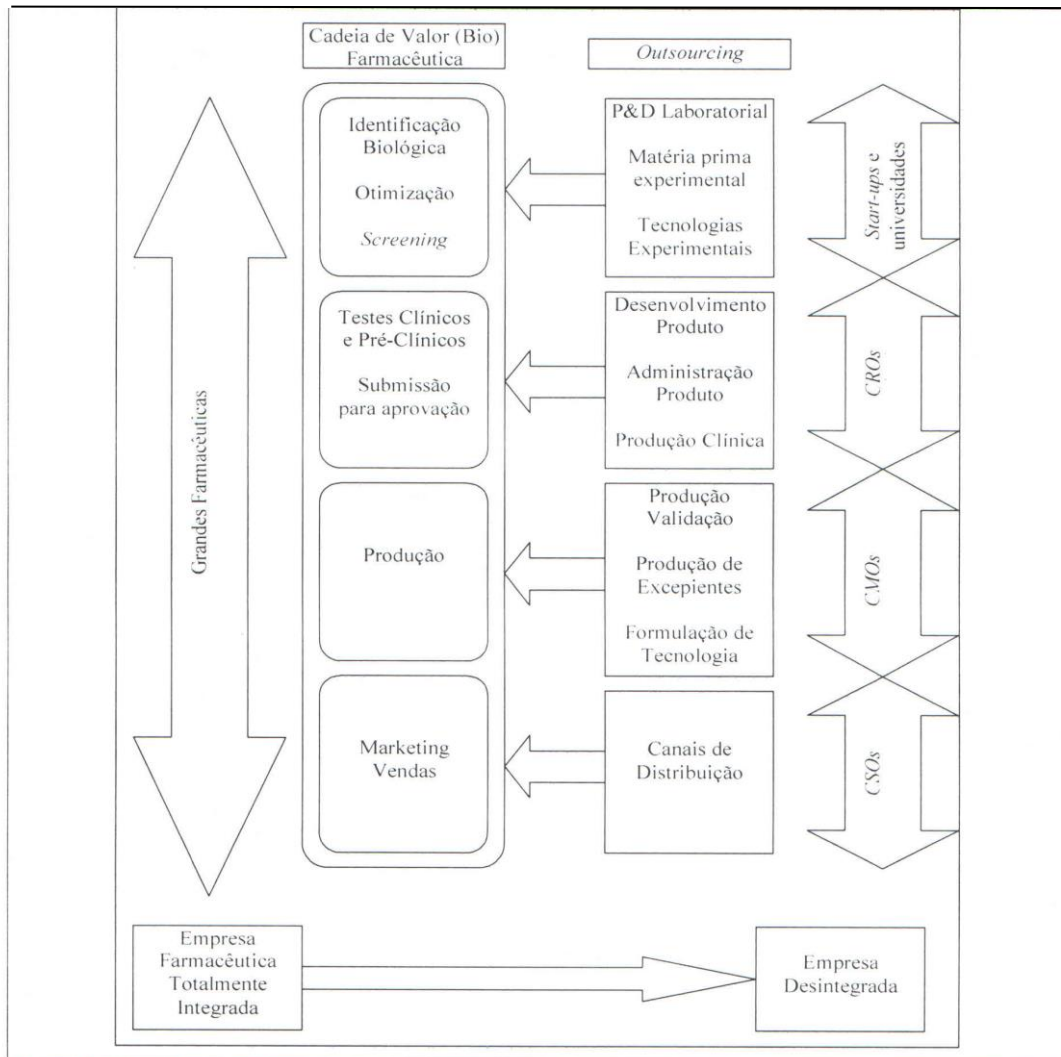 Cadeia de Valor (Bio)
Farmacêutica
Outsourcing
Grandes Farmacéuticas
Identificação
Biológica
Otimização
Screening
P&D Laboratorial
Matéria prima
experimental
Tecnologias
Experimentais
Start-ups e
universidades
Testes Clínicos
e Pré-Clínicos
Submissão
para aprovação
Desenvolvimento
Produto
Administração
Produto
Produção Clínica
CROs
Produção
Produção
Validação
Produção de
Excepientes
Formulação de
Tecnologia
CMOs
Marketing
Vendas
Canais de
Distribuição
CSOs
Empresa
Farmacêutica
Totalmente
Integrada
Empresa
Desintegrada